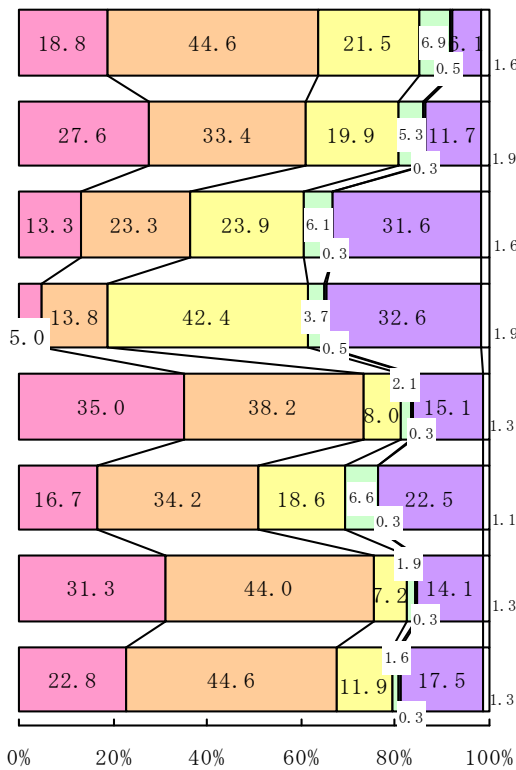 18.8 44.6 21.5 6.9 6.1
0.5 1.6
27.6 33.4 19.9 5.3 11.7
0.3 1.9
13.3 23.3 23.9 6.1 31.6
0.3 1.6
5.0 13.8 42.4 3.7 32.6
0.5 1.9
35.0 38.2 8.0 2.1 15.1
0.3 1.3
16.7 34.2 18.6 6.6 22.5
0.3 1.1
31.3 44.0 7.2 1.9 14.1
0.3 1.3
22.8 44.6 11.9 1.6 17.5
0.3 1.3
0% 20% 40% 60% 80% 100%